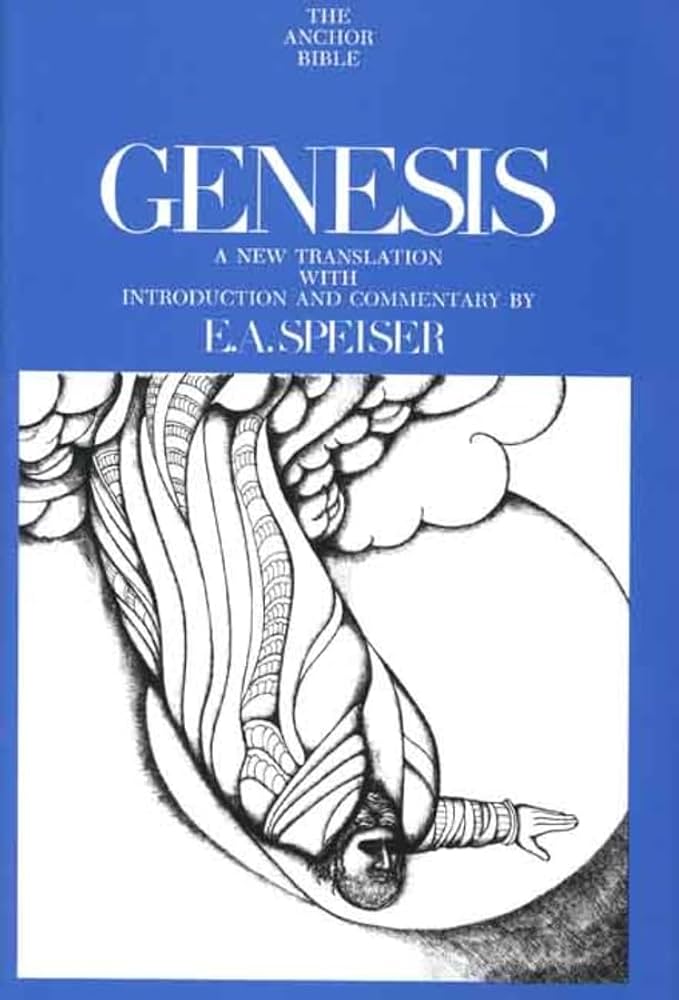 THE
ANCHOR
BIBLE
GENESIS
A NEW TRANSLATION
WITH
INTRODUCTION AND COMMENTARY BY
E.A. SPEISER